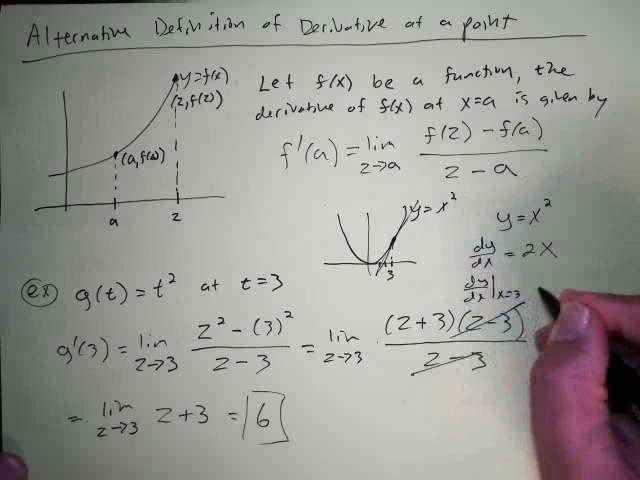 Alternative Definition of Derivative at a point
y=f(x)
(z,f(z))
(a,f(a))
a z
Let f(x) be a function, the
derivative of f(x) at x=a is given by
f'(a) = lim z→a (f(z) - f(a)) / (z - a)
y=x²
3
y=x²
dy/dx = 2x
dy/dx|x=3
ex) g(t) = t² at t=3
g'(3) = lim z→3 (z² - (3)²) / (z - 3) = lim z→3 (z+3)(z-3) / (z-3)
= lim z→3 z+3 = 6